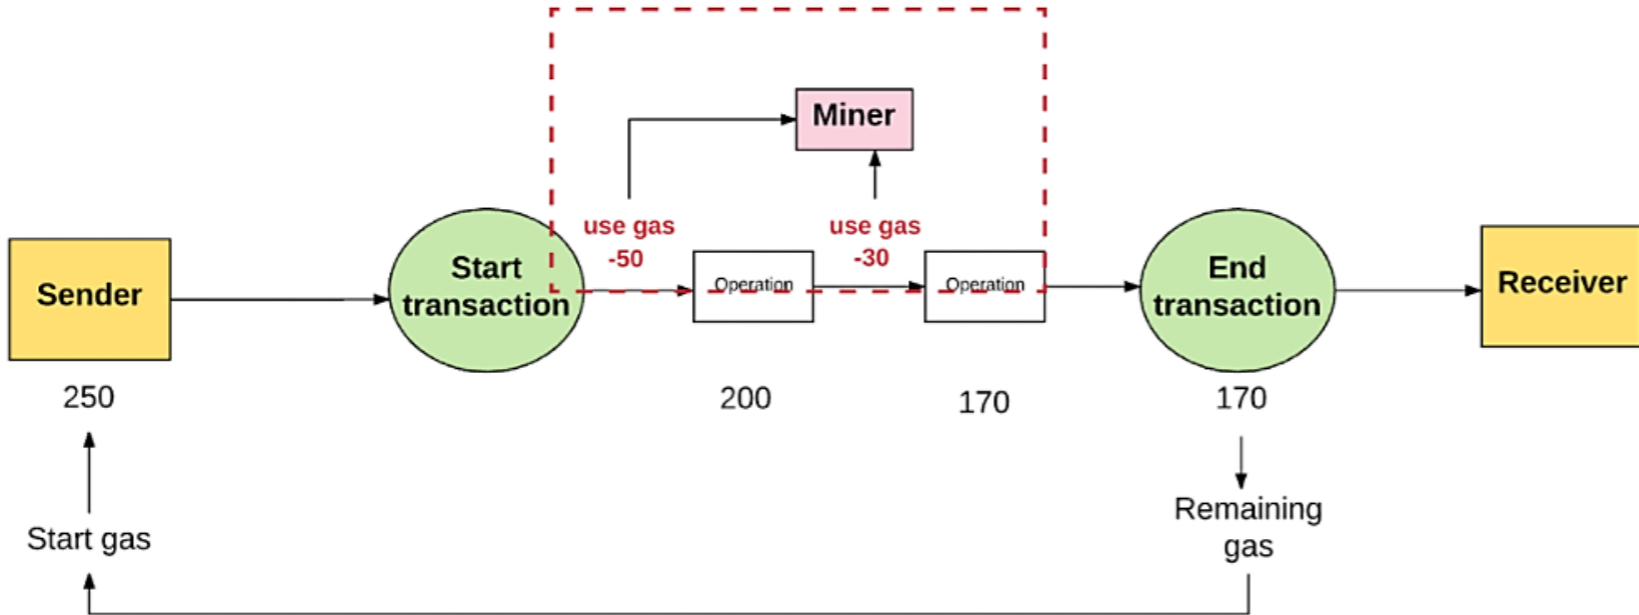 Miner
use gas
-50
use gas
-30
Sender
Start
transaction
Operation
Operation
End
transaction
Receiver
250
200
170
170
Start gas
Remaining
gas